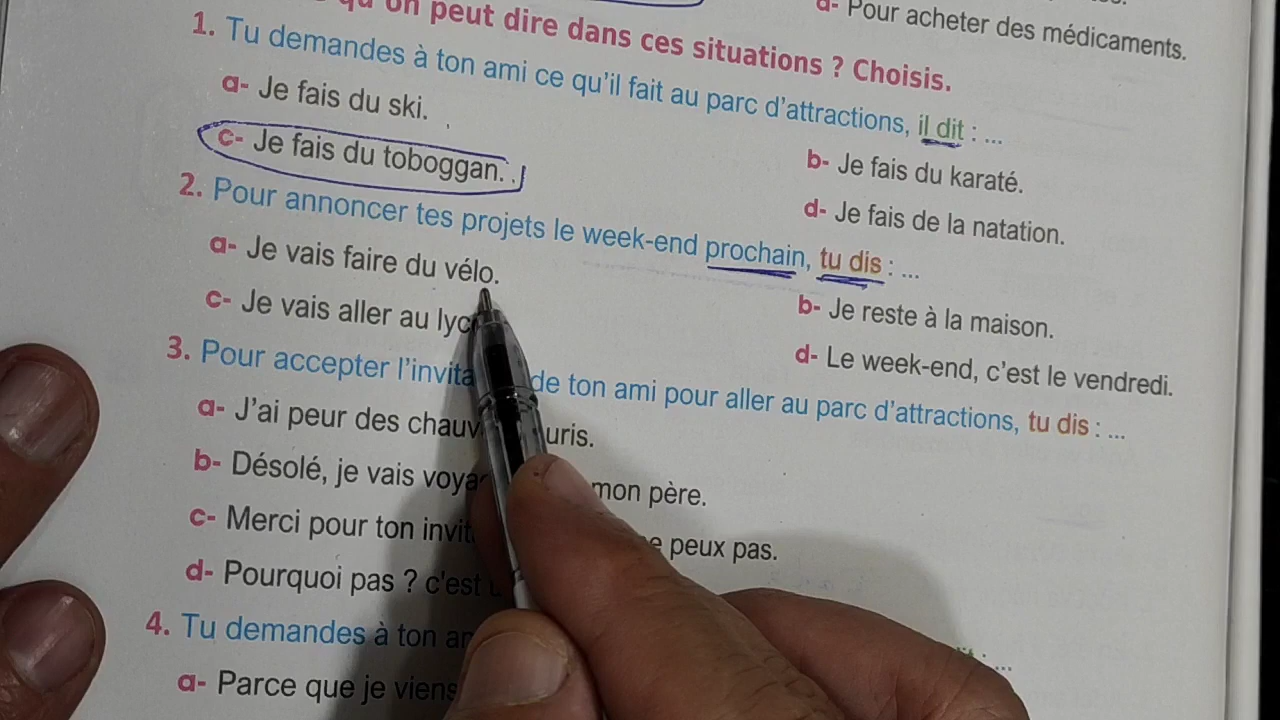 d- Pour acheter des médicaments.
qu'on peut dire dans ces situations ? Choisis.
1. Tu demandes à ton ami ce qu'il fait au parc d'attractions, il dit : ...
a- Je fais du ski.
b- Je fais du karaté.
c- Je fais du toboggan.
d- Je fais de la natation.
2. Pour annoncer tes projets le week-end prochain, tu dis : ...
a- Je vais faire du vélo.
b- Je reste à la maison.
c- Je vais aller au
d- Le week-end, c'est le vendredi.
3. Pour accepter de ton ami pour aller au parc d'attractions, tu dis : ...
a- J'ai peur des
b- Désolé, je vais mon père.
c- Merci pour ton peux pas.
d- Pourquoi pas ? c'est
4. Tu demandes à ton
a- Parce que je viens